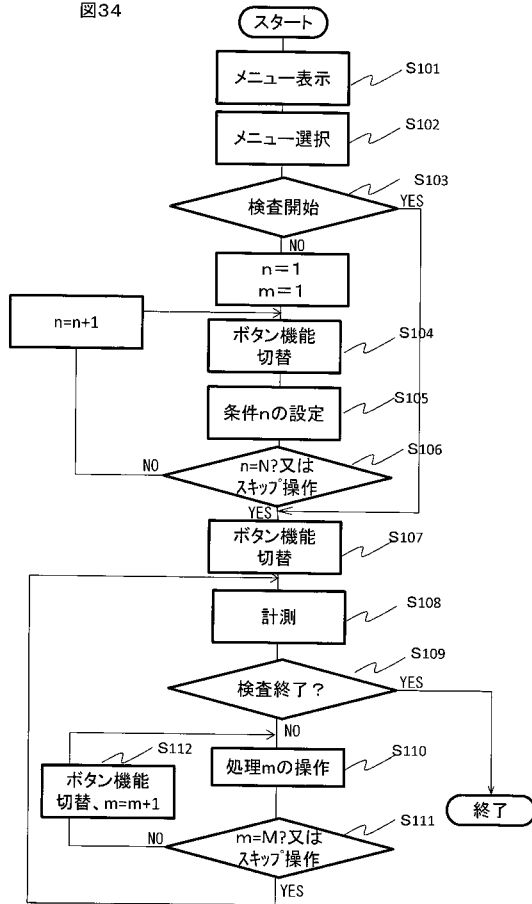 図34
スタート
メニュー表示
S101
メニュー選択
S102
検査開始
S103
YES
NO
n=1
m=1
n=n+1
ボタン機能
切替
S104
条件nの設定
S105
n=N?又は
スキップ操作
S106
NO
YES
ボタン機能
切替
S107
計測
S108
検査終了?
S109
YES
NO
S112
ボタン機能
切替、m=m+1
処理mの操作
S110
終了
m=M?又は
スキップ操作
S111
NO
YES